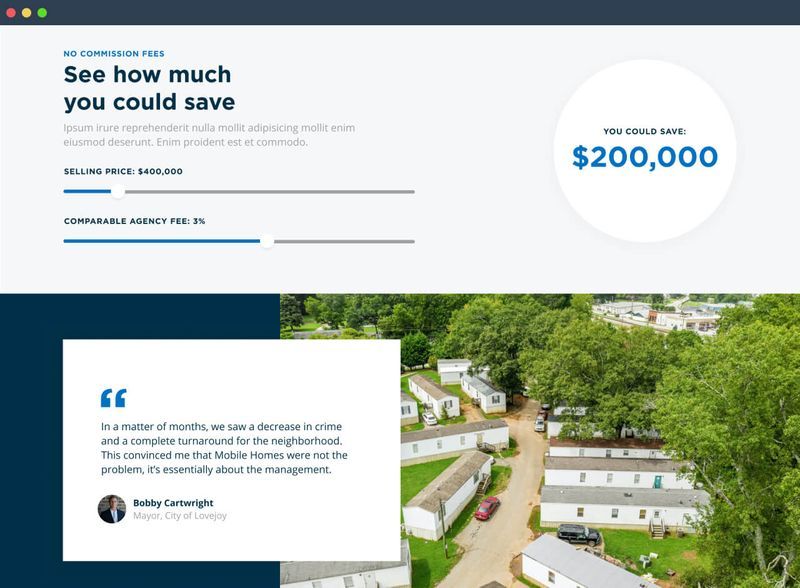 NO COMMISSION FEES
See how much
you could save
Ipsum irure reprehenderit nulla mollit adipisicing mollit enim
eiusmod deserunt. Enim proident est et commodo.
SELLING PRICE: $400,000
COMPARABLE AGENCY FEE: 3%
YOU COULD SAVE:
$200,000
“
In a matter of months, we saw a decrease in crime
and a complete turnaround for the neighborhood.
This convinced me that Mobile Homes were not the
problem, it’s essentially about the management.
Bobby Cartwright
Mayor, City of Lovejoy